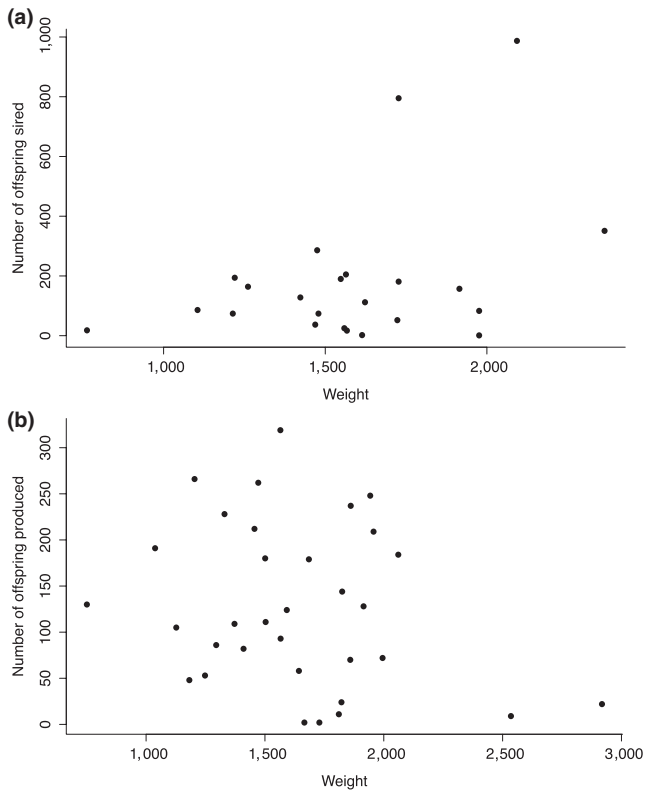 (a)
1,000
800
600
400
200
0
Number of offspring sired
1,000 1,500 2,000
Weight
(b)
300
250
200
150
100
50
0
Number of offspring produced
1,000 1,500 2,000 2,500 3,000
Weight